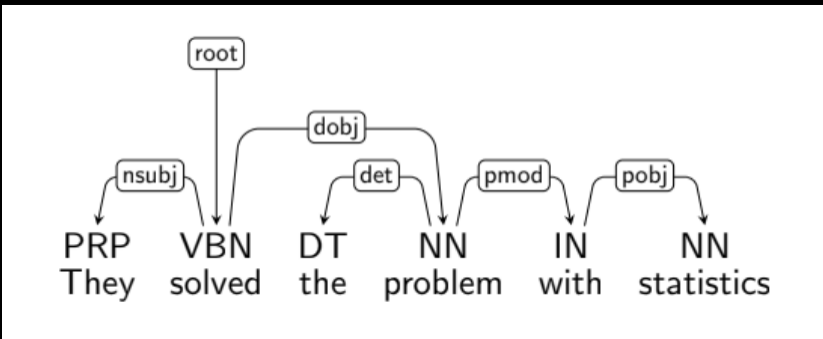 root
dobj
nsubj det pmod pobj
PRP VBN DT NN IN NN
They solved the problem with statistics